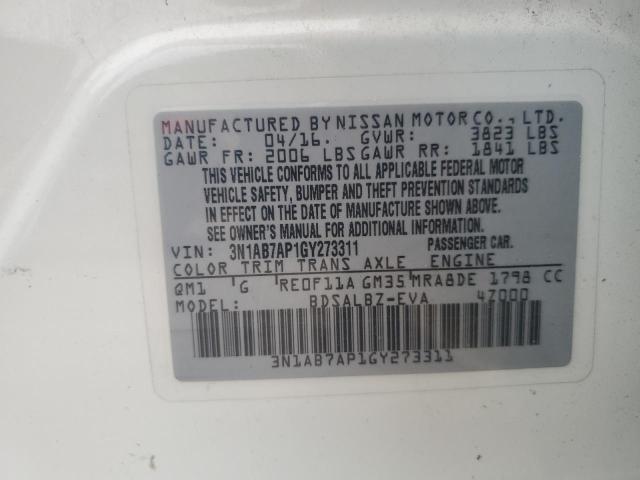 MANUFACTURED BY NISSAN MOTOR CO., LTD.
DATE: 04/16. GVWR: 3823 LBS
GAWR FR: 2006 LBS GAWR RR: 1841 LBS
THIS VEHICLE CONFORMS TO ALL APPLICABLE FEDERAL MOTOR
VEHICLE SAFETY, BUMPER AND THEFT PREVENTION STANDARDS
IN EFFECT ON THE DATE OF MANUFACTURE SHOWN ABOVE.
SEE OWNER'S MANUAL FOR ADDITIONAL INFORMATION.
VIN: 3N1AB7AP1GY273311 PASSENGER CAR.
COLOR TRIM TRANS AXLE ENGINE
QM1 G RE0F11A GM35 MRA8DE 1798 CC
MODEL: BDSALBZ-EVA 4Z000
3N1AB7AP1GY273311